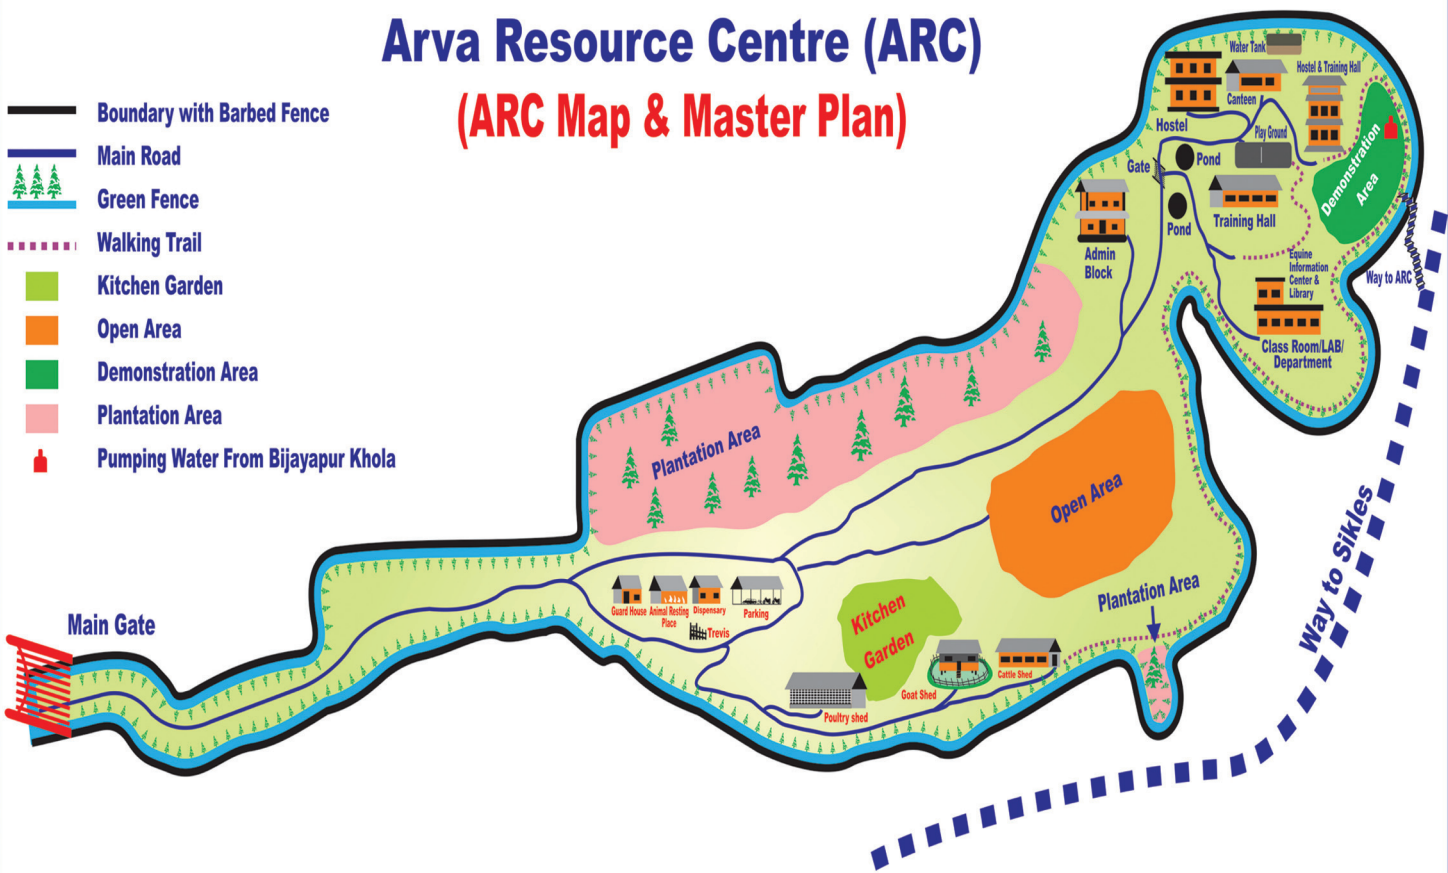 Arva Resource Centre (ARC)
(ARC Map & Master Plan)
Boundary with Barbed Fence
Main Road
Green Fence
Walking Trail
Kitchen Garden
Open Area
Demonstration Area
Plantation Area
Pumping Water From Bijayapur Khola
Water Tank
Hostel & Training Hall
Canteen
Hostel
Play Ground
Gate
Pond
Demonstration
Area
Training Hall
Pond
Admin
Block
Equine
Information
Center &
Library
Way to ARC
Class Room/LAB/
Department
Plantation Area
Open Area
Way to Sikles
Plantation Area
Guard House
Animal Resting
Place
Dispensary
Parking
Trevis
Kitchen
Garden
Main Gate
Goat Shed
Cattle Shed
Poultry shed